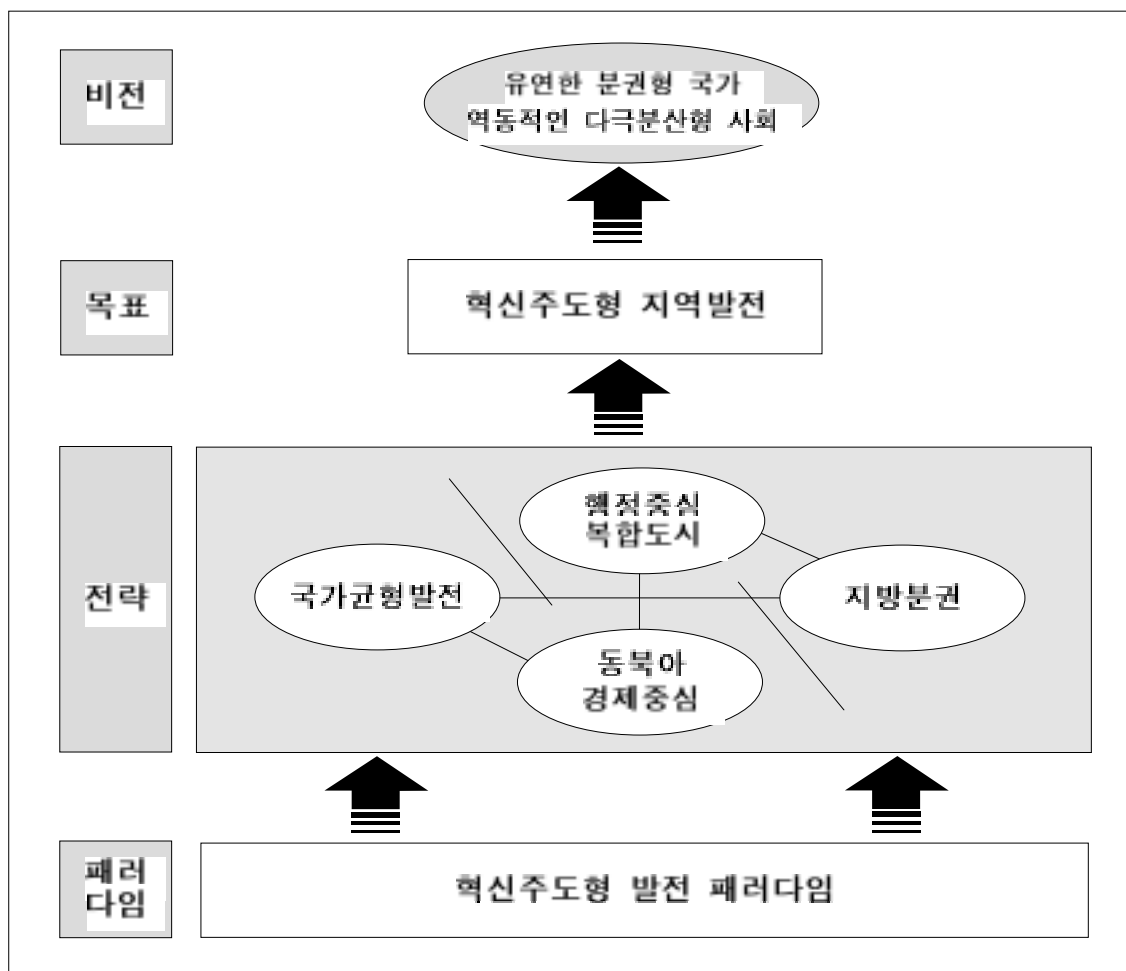 비전
유연한 분권형 국가
역동적인 다극분산형 사회
목표
혁신주도형 지역발전
전략
행정중심
복합도시
국가균형발전
지방분권
동북아
경제중심
패러
다임
혁신주도형 발전 패러다임